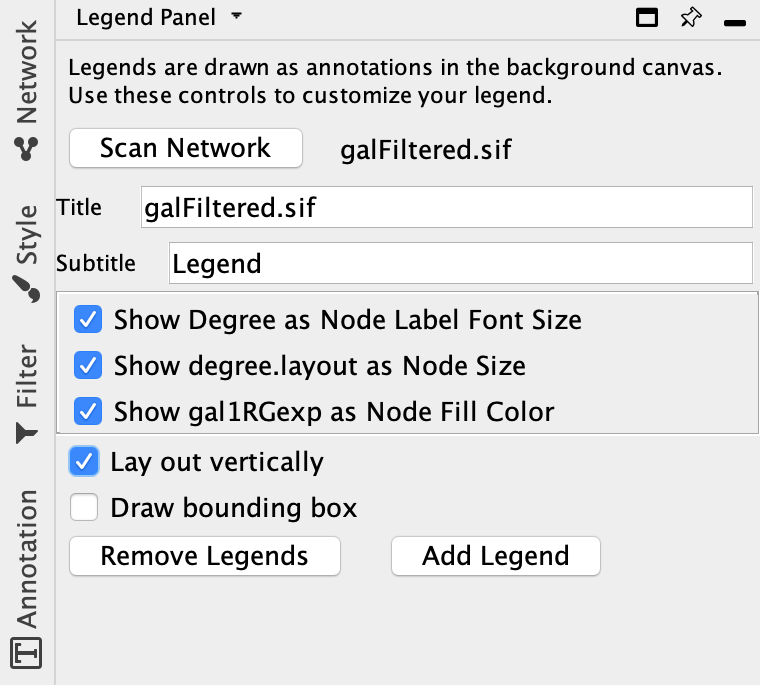 Legend Panel
Legends are drawn as annotations in the background canvas.
Use these controls to customize your legend.
Scan Network galFiltered.sif
Title galFiltered.sif
Subtitle Legend
Show Degree as Node Label Font Size
Show degree.layout as Node Size
Show gal1RGexp as Node Fill Color
Lay out vertically
Draw bounding box
Remove Legends Add Legend
Network
Style
Filter
Annotation